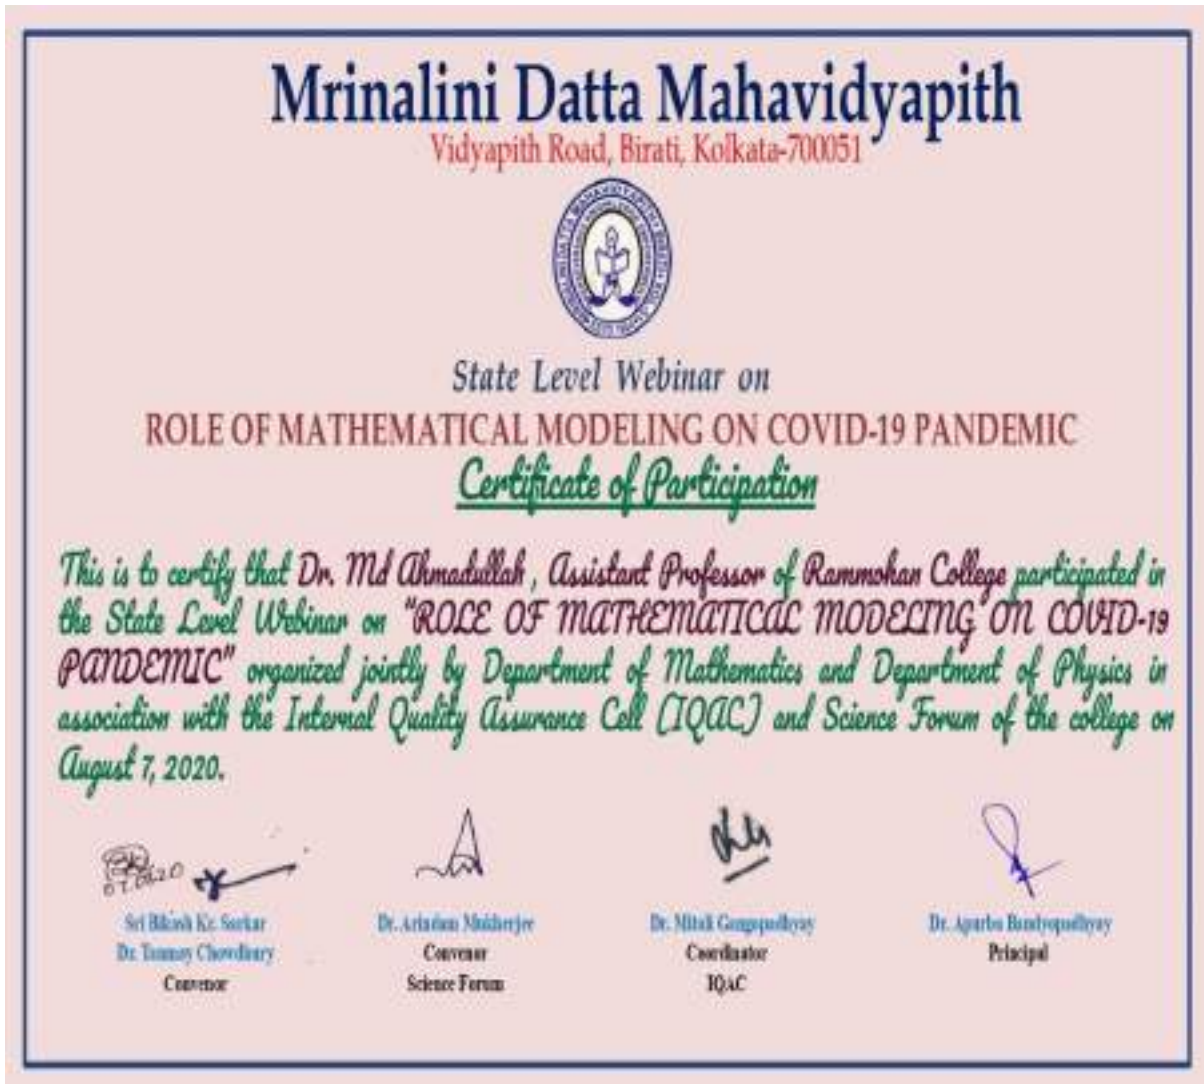 Mrinalini Datta Mahavidyapith
Vidyapith Road, Birati, Kolkata-700051
State Level Webinar on
ROLE OF MATHEMATICAL MODELING ON COVID-19 PANDEMIC
Certificate of Participation
This is to certify that Dr. Md Ahmadullah , Assistant Professor of Rammohan College participated in
the State Level Webinar on "ROLE OF MATHEMATICAL MODELING ON COVID-19
PANDEMIC" organized jointly by Department of Mathematics and Department of Physics in
association with the Internal Quality Assurance Cell (IQAC) and Science Forum of the college on
August 7, 2020.
Sri Bikash Kr. Sarkar
Dr. Tanmay Chowdhury
Convenor
Dr. Arindam Mukherjee
Convenor
Science Forum
Dr. Mitali Gangopadhyay
Coordinator
IQAC
Dr. Apurba Bandyopadhyay
Principal